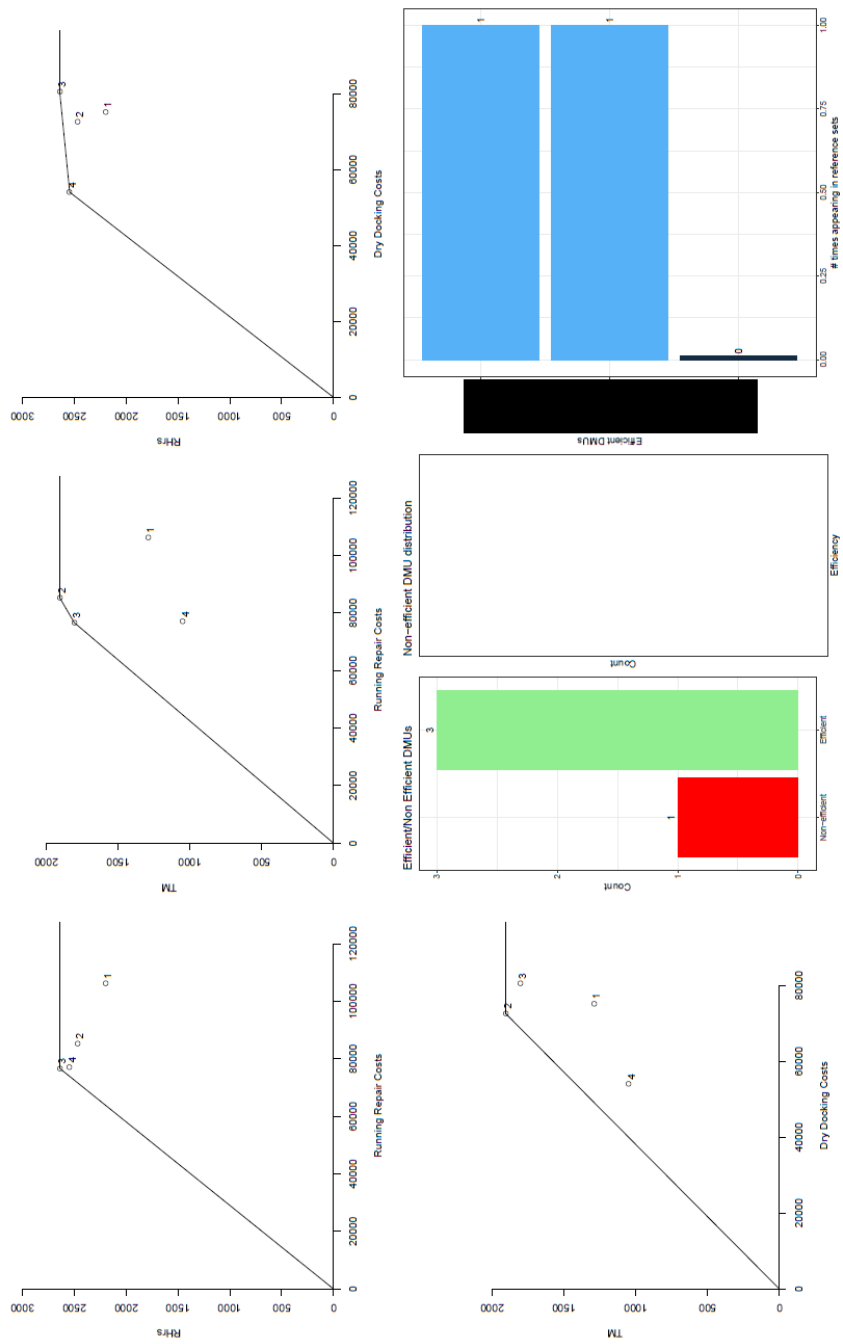 RHrs
3000
2500
2000
1500
1000
500
0
3
4
2
1
0 20000 40000 60000 80000 100000 120000
Running Repair Costs
TM
2000
1500
1000
500
0
2
3
1
4
0 20000 40000 60000 80000 100000 120000
Running Repair Costs
RHrs
3000
2500
2000
1500
1000
500
0
3
4
2
1
0 20000 40000 60000 80000
Dry Docking Costs
TM
2000
1500
1000
500
0
2
3
1
4
0 20000 40000 60000 80000
Dry Docking Costs
Efficient/Non Efficient DMUs
Count
3
2
1
0
1
3
Non-efficient Efficient
Non-efficient DMU distribution
Count
Efficiency
Efficient DMUs
1
1
0
0.00 0.25 0.50 0.75 1.00
# times appearing in reference sets